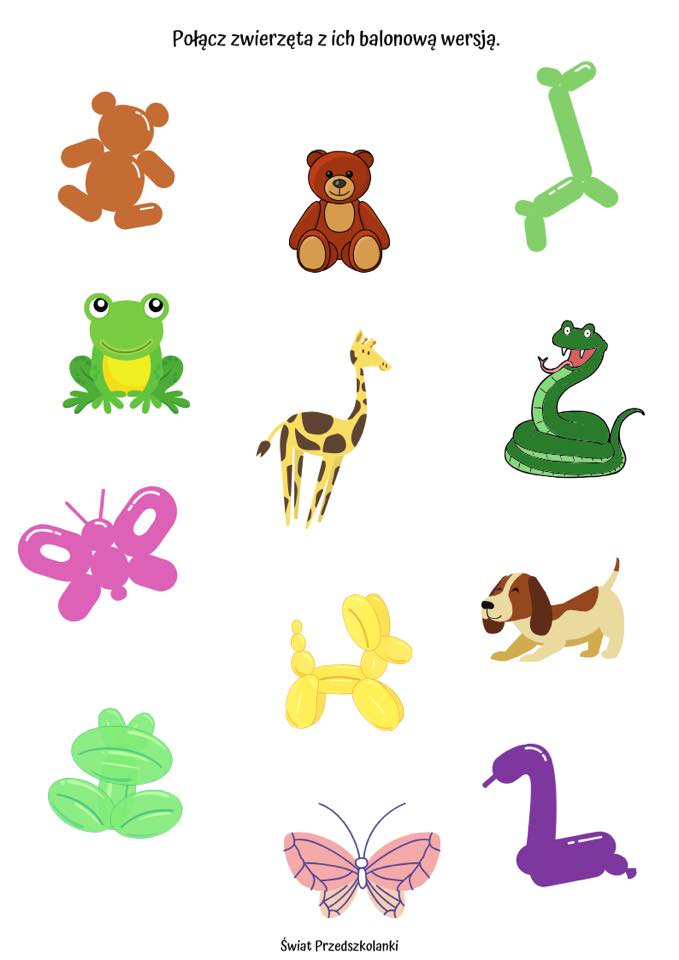 Połącz zwierzęta z ich balonową wersją.
Świat Przedszkolanki